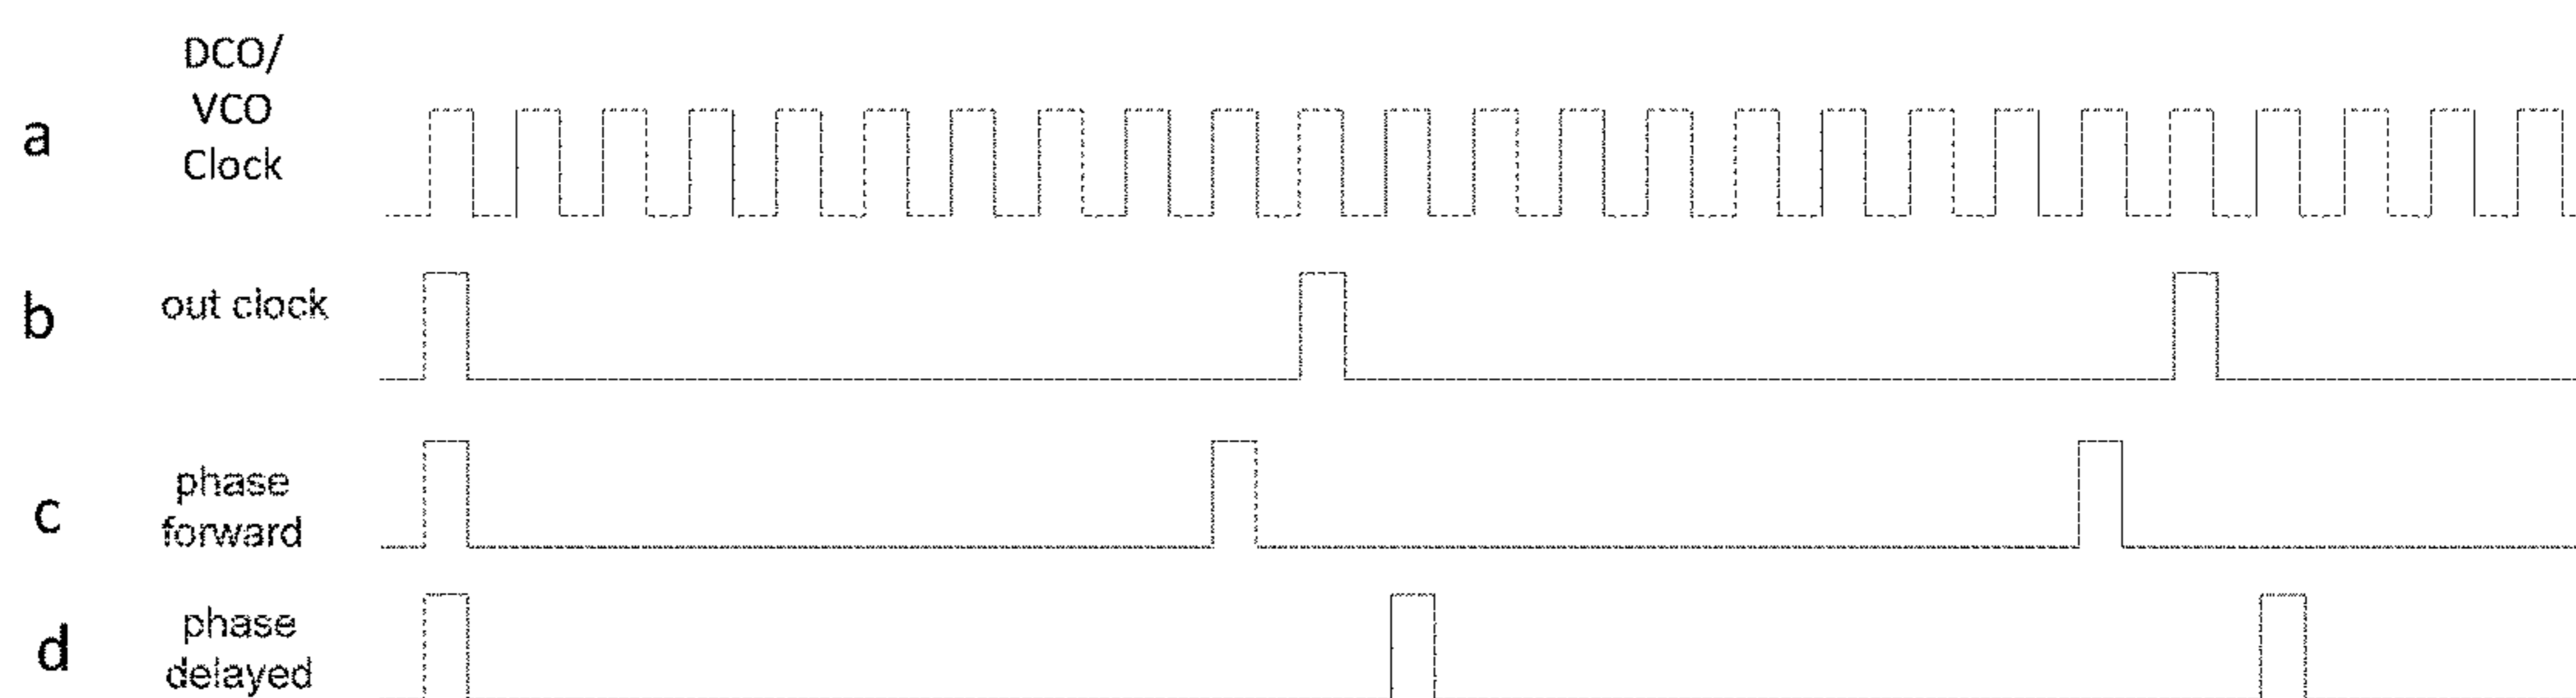 a
DCO/
VCO
Clock
b
out clock
c
phase
forward
d
phase
delayed